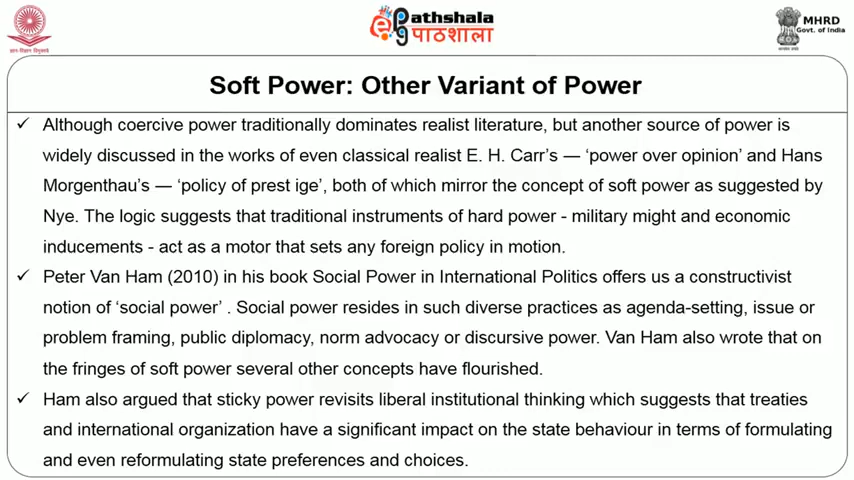 ePathshala
पाठशाला
MHRD
Govt. of India
Soft Power: Other Variant of Power
✓ Although coercive power traditionally dominates realist literature, but another source of power is
widely discussed in the works of even classical realist E. H. Carr's — 'power over opinion' and Hans
Morgenthau's — 'policy of prest ige', both of which mirror the concept of soft power as suggested by
Nye. The logic suggests that traditional instruments of hard power - military might and economic
inducements - act as a motor that sets any foreign policy in motion.
✓ Peter Van Ham (2010) in his book Social Power in International Politics offers us a constructivist
notion of 'social power' . Social power resides in such diverse practices as agenda-setting, issue or
problem framing, public diplomacy, norm advocacy or discursive power. Van Ham also wrote that on
the fringes of soft power several other concepts have flourished.
✓ Ham also argued that sticky power revisits liberal institutional thinking which suggests that treaties
and international organization have a significant impact on the state behaviour in terms of formulating
and even reformulating state preferences and choices.